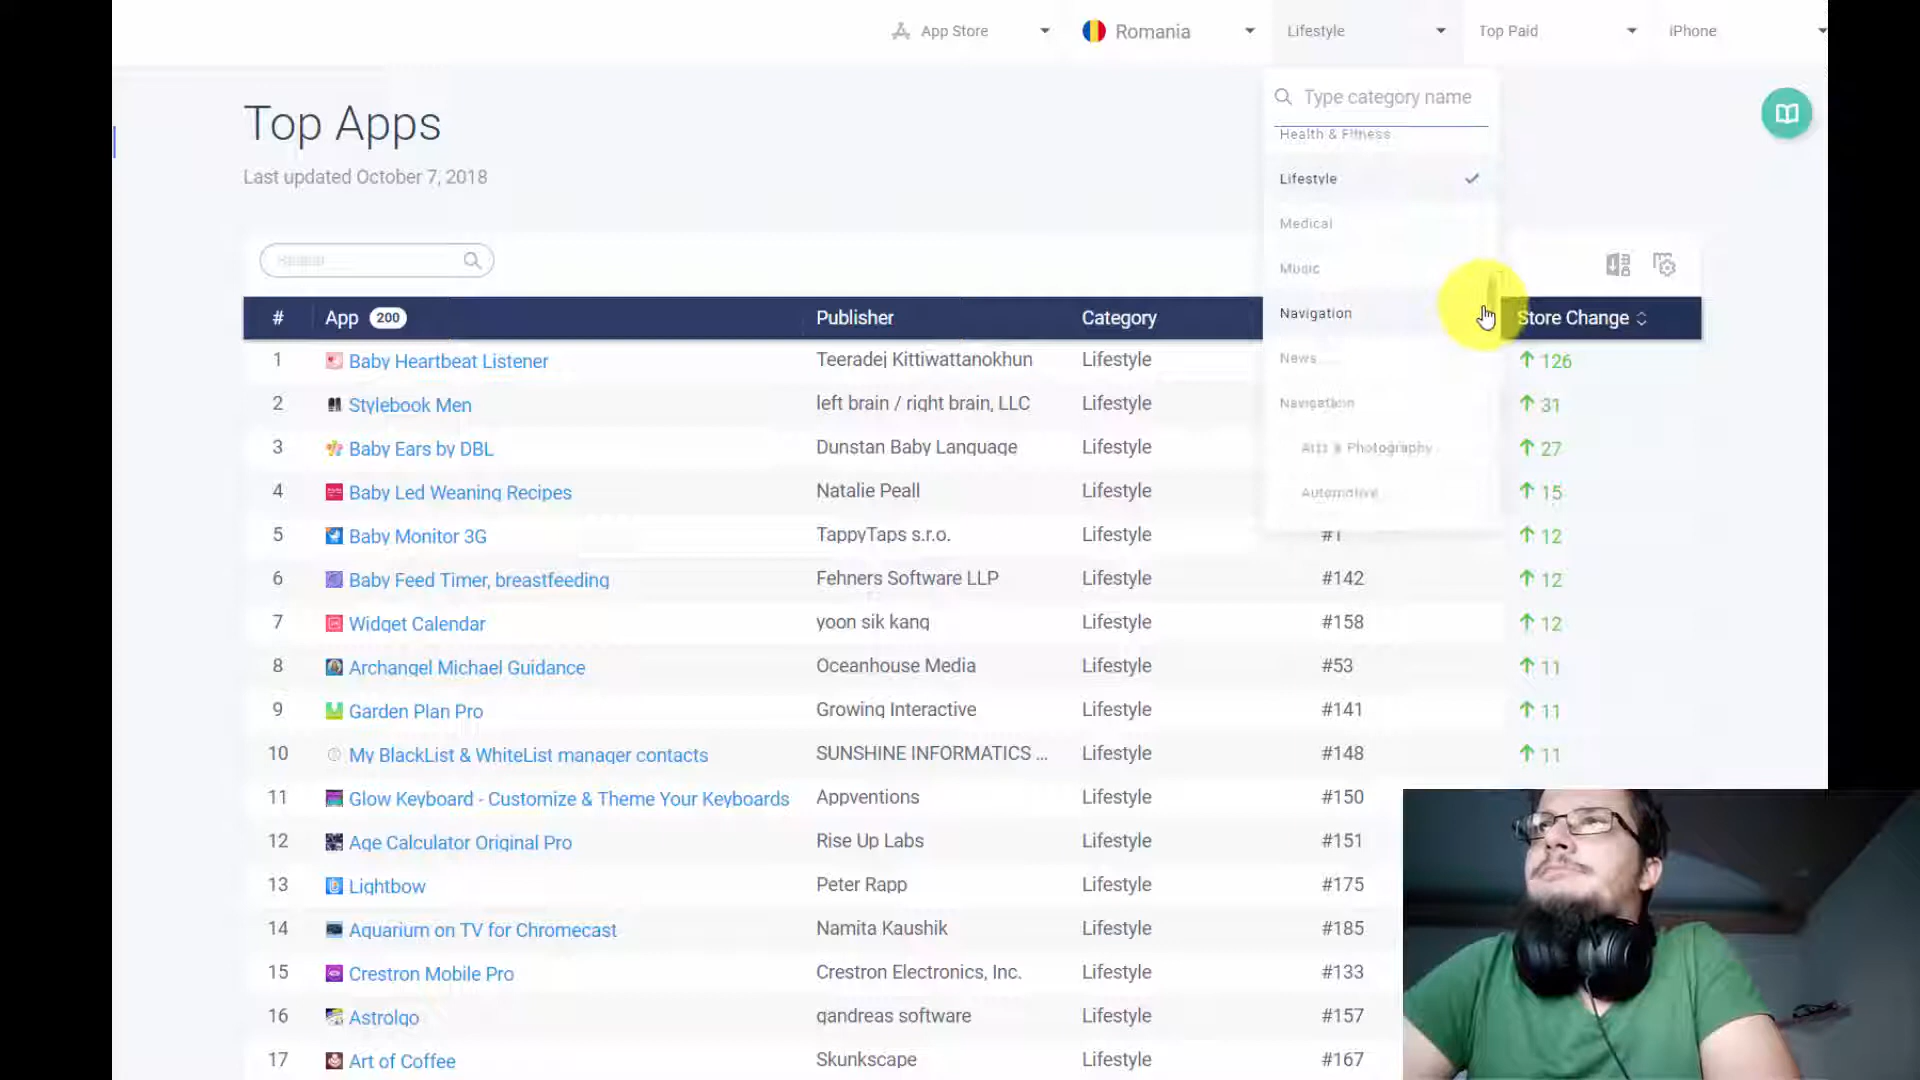 App Store Romania Lifestyle Top Paid iPhone
Top Apps
Last updated October 7, 2018
Type category name
Health & Fitness
Lifestyle
Medical
Music
Navigation
News
Navigation
Arts & Photography
Automotive
# App 200 Publisher Category Store Change
1 Baby Heartbeat Listener Teeradej Kittiwattanokhun Lifestyle 126
2 Stylebook Men left brain / right brain, LLC Lifestyle 31
3 Baby Ears by DBL Dunstan Baby Language Lifestyle 27
4 Baby Led Weaning Recipes Natalie Peall Lifestyle 15
5 Baby Monitor 3G TappyTaps s.r.o. Lifestyle #1 12
6 Baby Feed Timer, breastfeeding Fehners Software LLP Lifestyle #142 12
7 Widget Calendar yoon sik kang Lifestyle #158 12
8 Archangel Michael Guidance Oceanhouse Media Lifestyle #53 11
9 Garden Plan Pro Growing Interactive Lifestyle #141 11
10 My BlackList & WhiteList manager contacts SUNSHINE INFORMATICS ... Lifestyle #148 11
11 Glow Keyboard - Customize & Theme Your Keyboards Appventions Lifestyle #150
12 Age Calculator Original Pro Rise Up Labs Lifestyle #151
13 Lightbow Peter Rapp Lifestyle #175
14 Aquarium on TV for Chromecast Namita Kaushik Lifestyle #185
15 Crestron Mobile Pro Crestron Electronics, Inc. Lifestyle #133
16 Astrolgo gandreas software Lifestyle #157
17 Art of Coffee Skunkscape Lifestyle #167